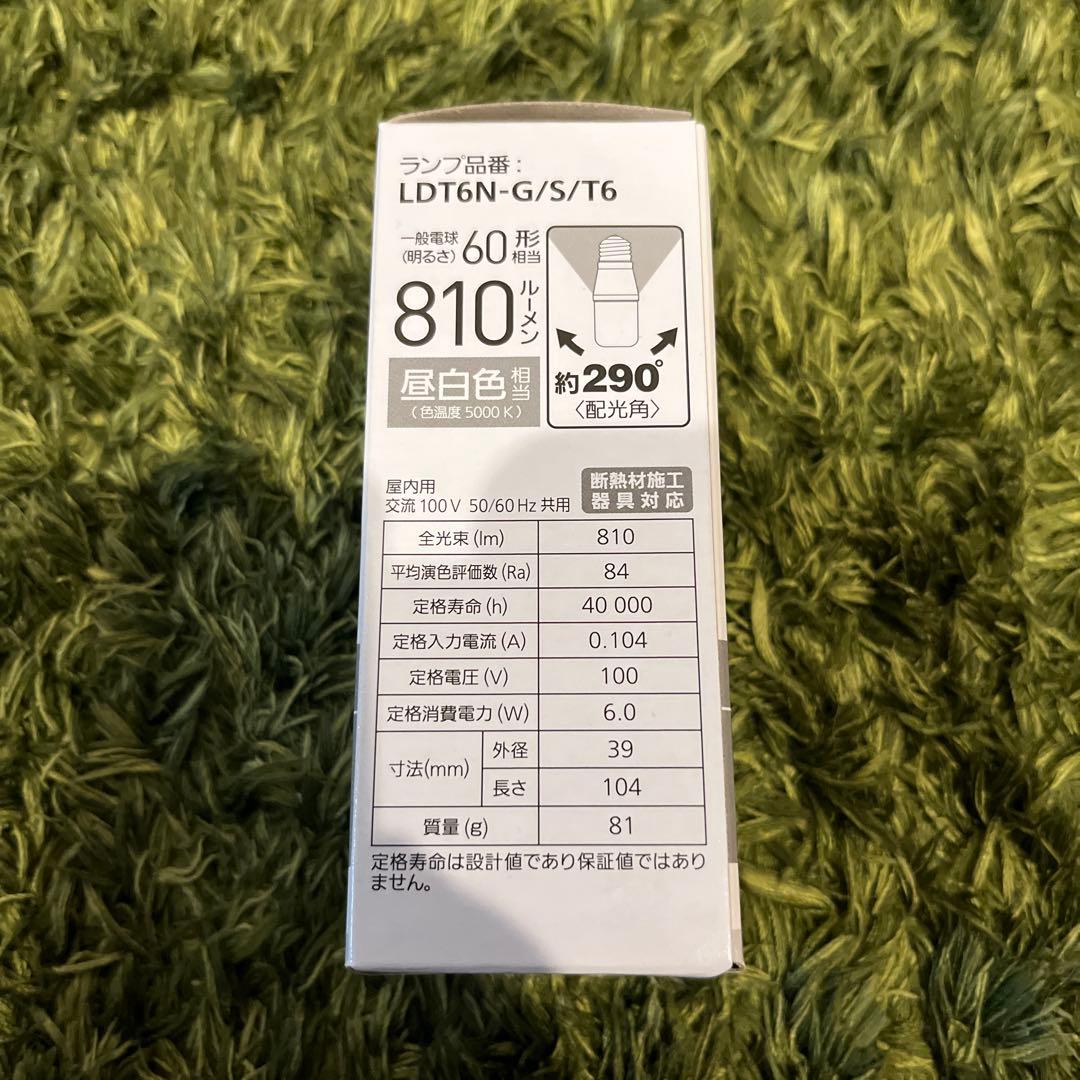 ランプ品番：
LDT6N-G/S/T6
一般電球(明るさ) 60形相当
810ルーメン
昼白色相当
(色温度 5000 K)
約290°
〈配光角〉
屋内用
交流 100 V 50/60 Hz 共用
断熱材施工
器具対応
全光束 (lm) 810
平均演色評価数 (Ra) 84
定格寿命 (h) 40 000
定格入力電流 (A) 0.104
定格電圧 (V) 100
定格消費電力 (W) 6.0
寸法(mm) 外径 39
長さ 104
質量 (g) 81
定格寿命は設計値であり保証値ではあり
ません。